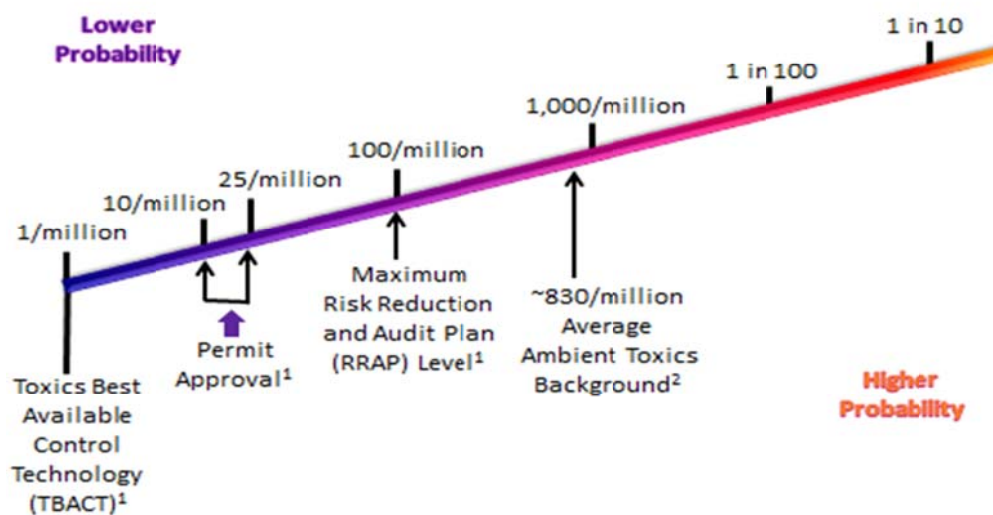 Lower
Probability
1 in 10
1 in 100
1,000/million
100/million
25/million
10/million
1/million
Maximum
Risk Reduction
and Audit Plan
(RRAP) Level¹
~830/million
Average
Ambient Toxics
Background²
Permit
Approval¹
Toxics Best
Available
Control
Technology
(TBACT)¹
Higher
Probability